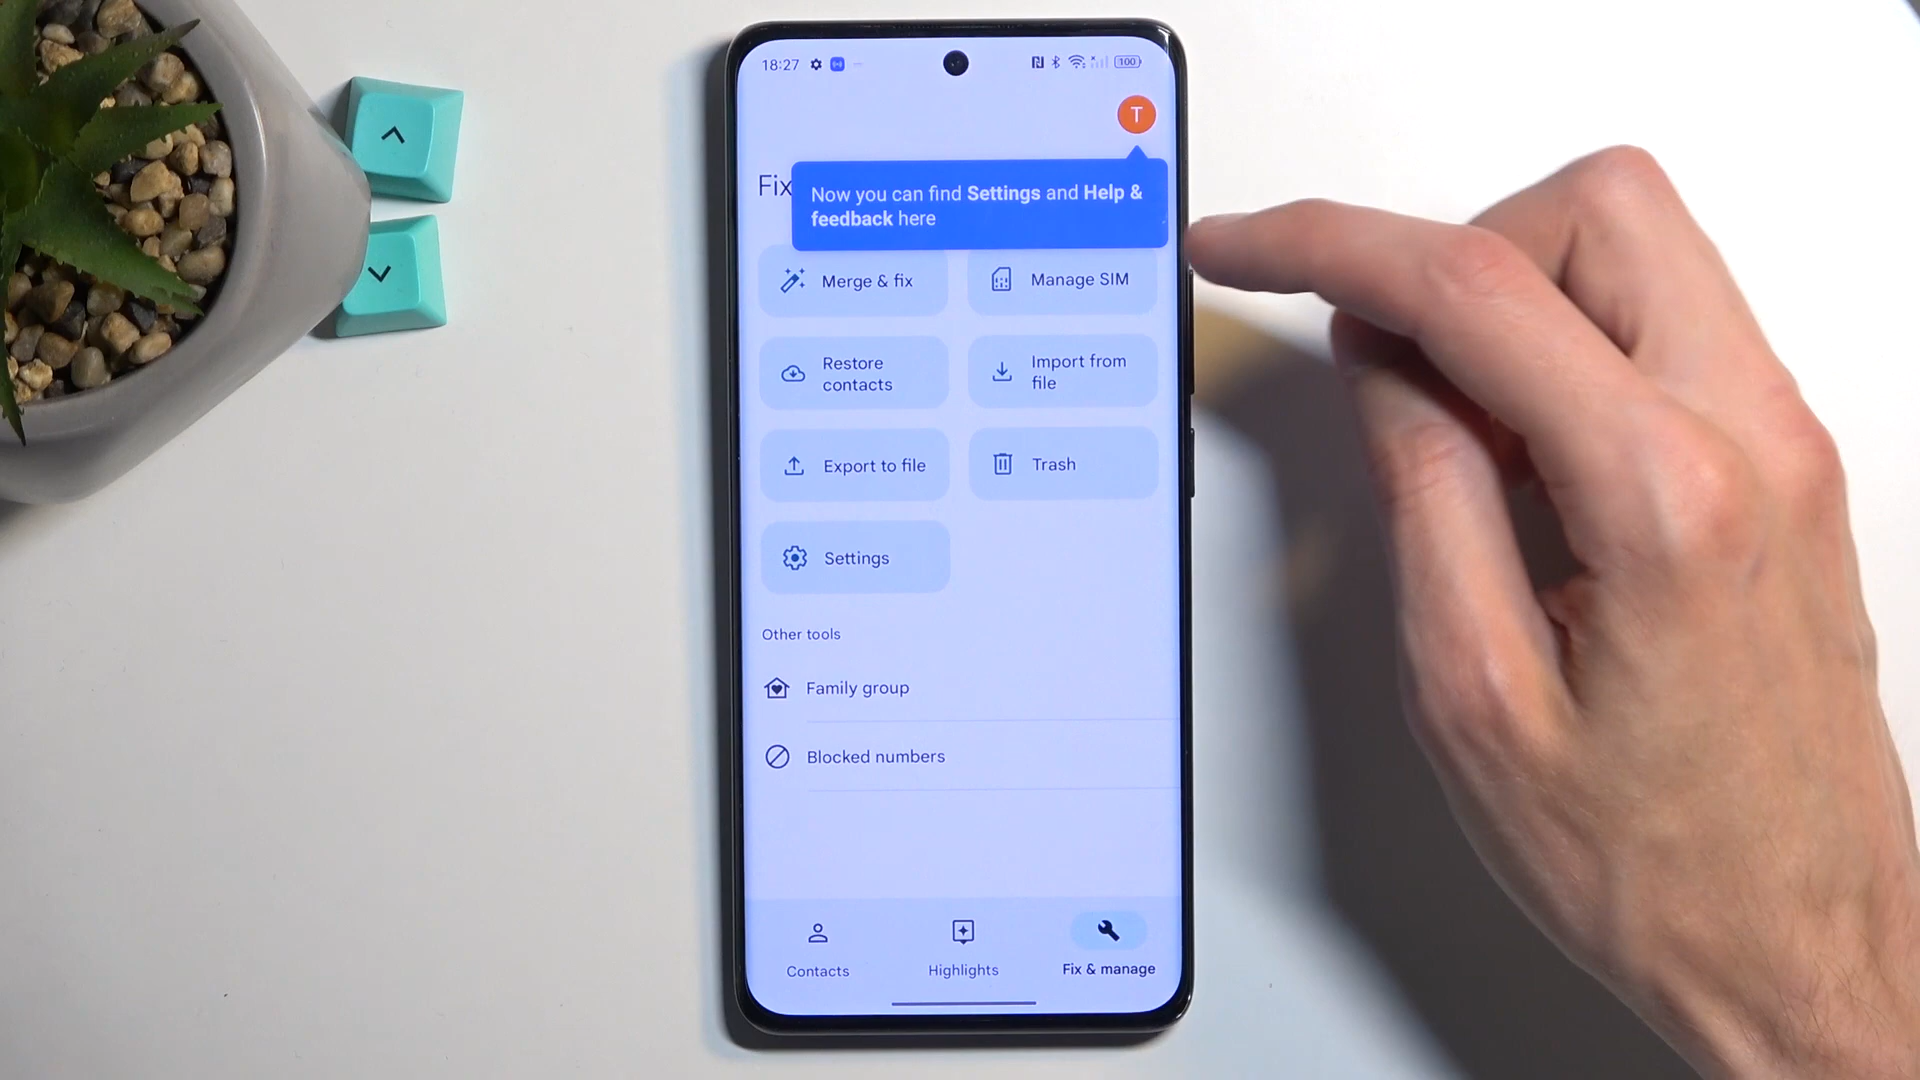 18:27
100
T
Now you can find Settings and Help &
feedback here
Fix
Merge & fix
Manage SIM
Restore
contacts
Import from
file
Export to file
Trash
Settings
Other tools
Family group
Blocked numbers
Contacts
Highlights
Fix & manage